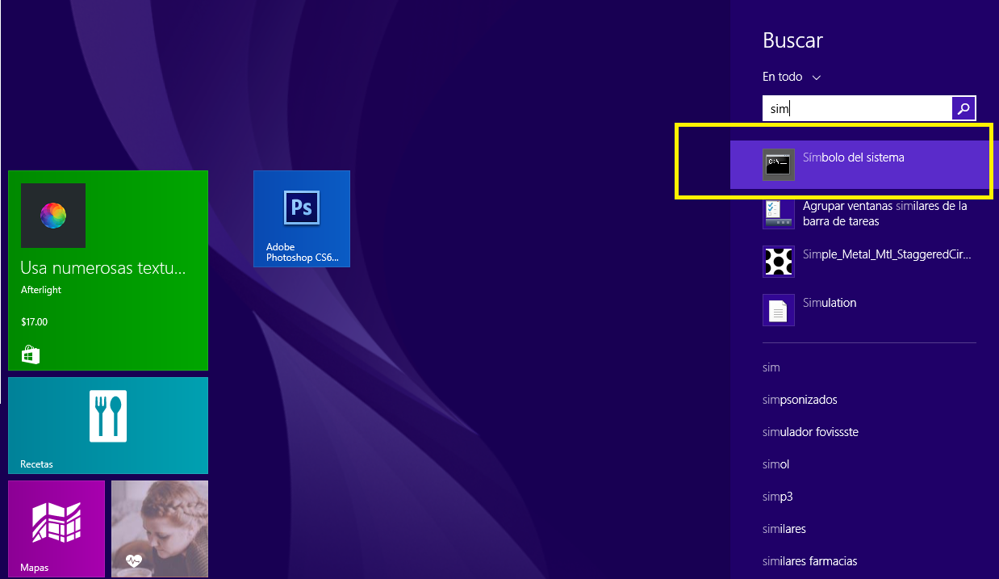 Buscar
En todo
sim
C:\_
Símbolo del sistema
Agrupar ventanas similares de la
barra de tareas
Simple_Metal_Mtl_StaggeredCir...
Simulation
sim
simpsonizados
simulador fovissste
simol
simp3
similares
similares farmacias
Usa numerosas textu...
Afterlight
$17.00
Ps
Adobe
Photoshop CS6...
Recetas
Mapas